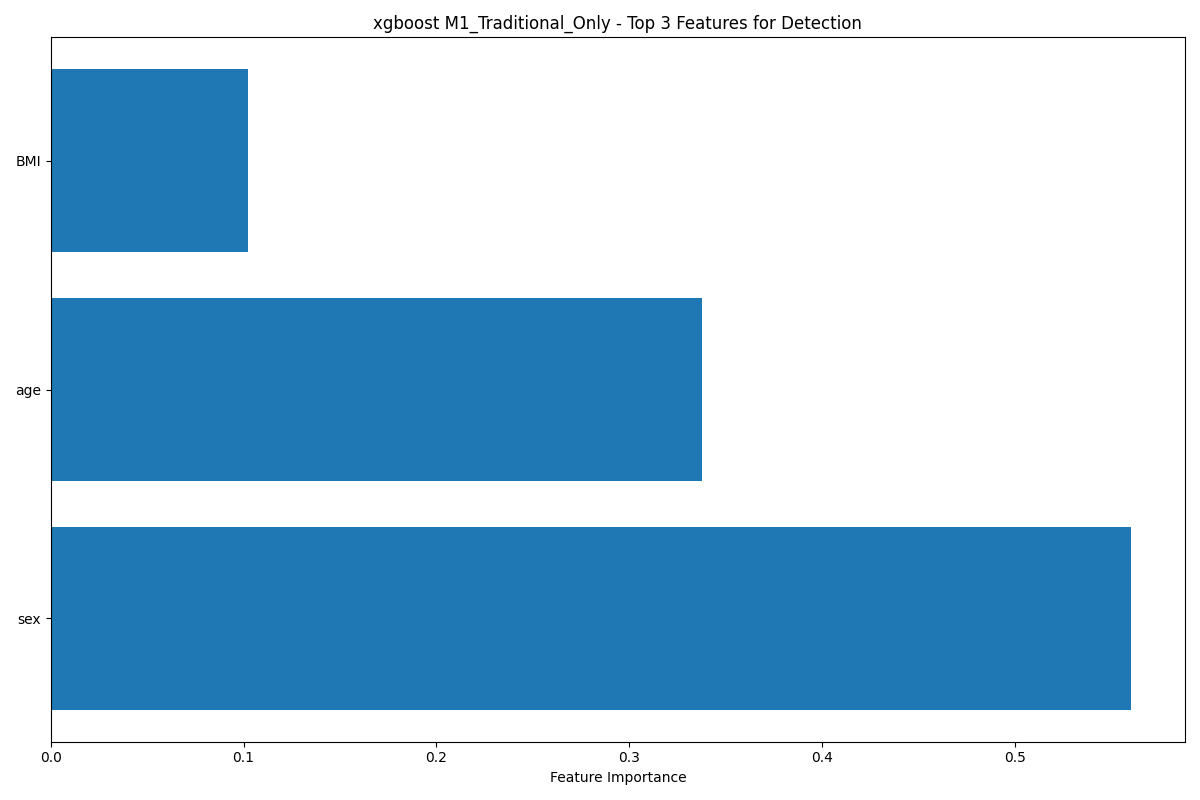 xgboost M1_Traditional_Only - Top 3 Features for Detection
BMI
age
sex
0.0 0.1 0.2 0.3 0.4 0.5
Feature Importance